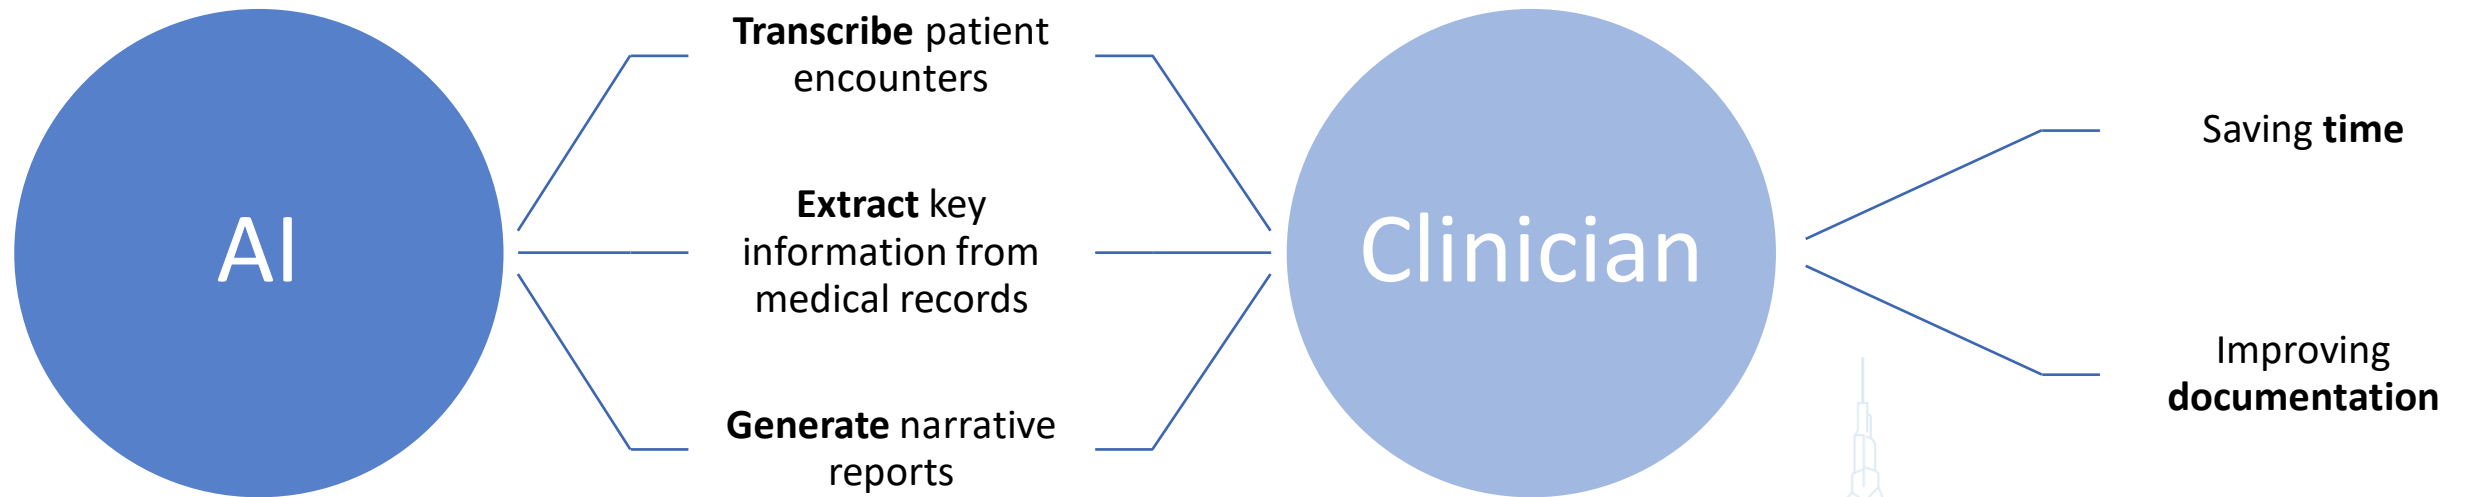 AI
Transcribe patient
encounters
Extract key
information from
medical records
Generate narrative
reports
Clinician
Saving time
Improving
documentation